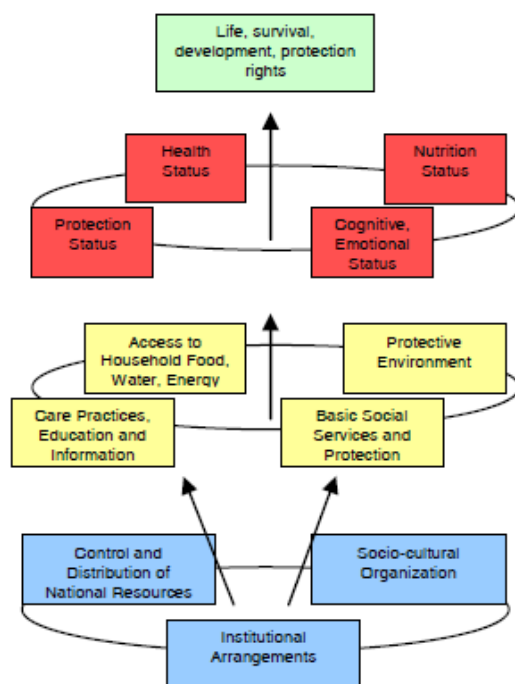 Life, survival,
development, protection
rights
Health
Status
Nutrition
Status
Protection
Status
Cognitive,
Emotional
Status
Access to
Household Food,
Water, Energy
Protective
Environment
Care Practices,
Education and
Information
Basic Social
Services and
Protection
Control and
Distribution of
National Resources
Socio-cultural
Organization
Institutional
Arrangements